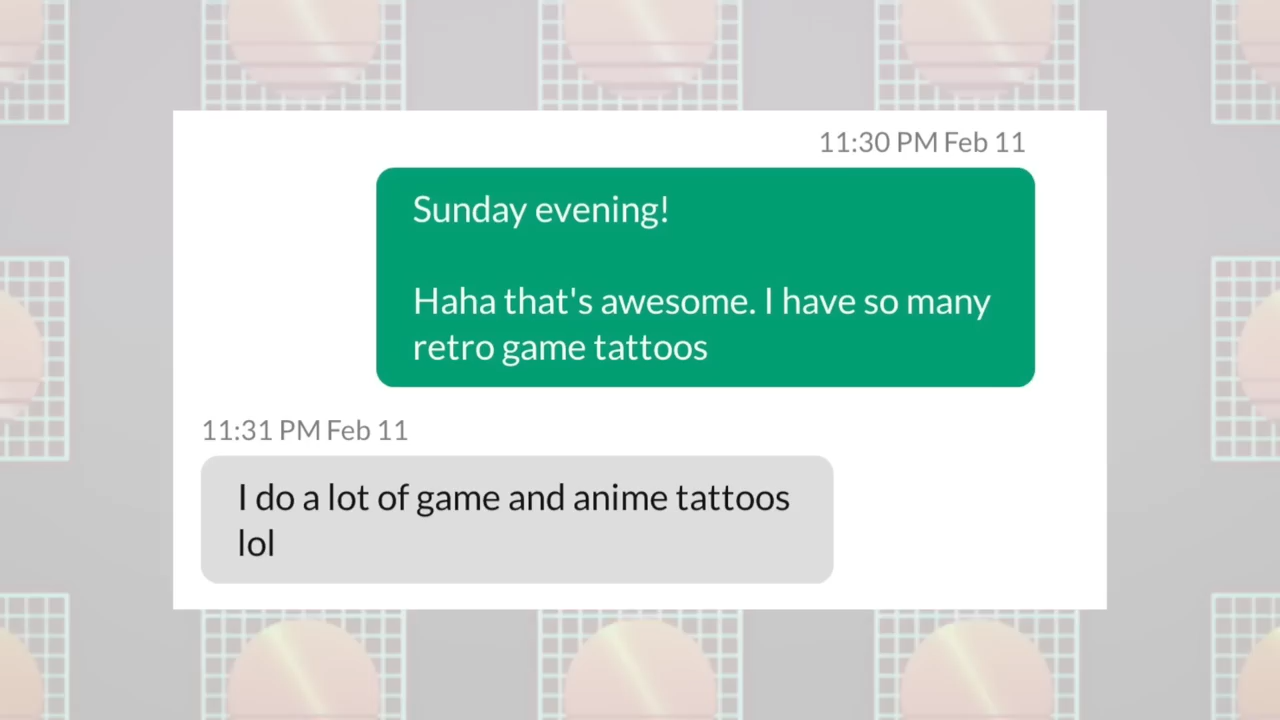 11:30 PM Feb 11
Sunday evening!
Haha that's awesome. I have so many
retro game tattoos
11:31 PM Feb 11
I do a lot of game and anime tattoos
lol